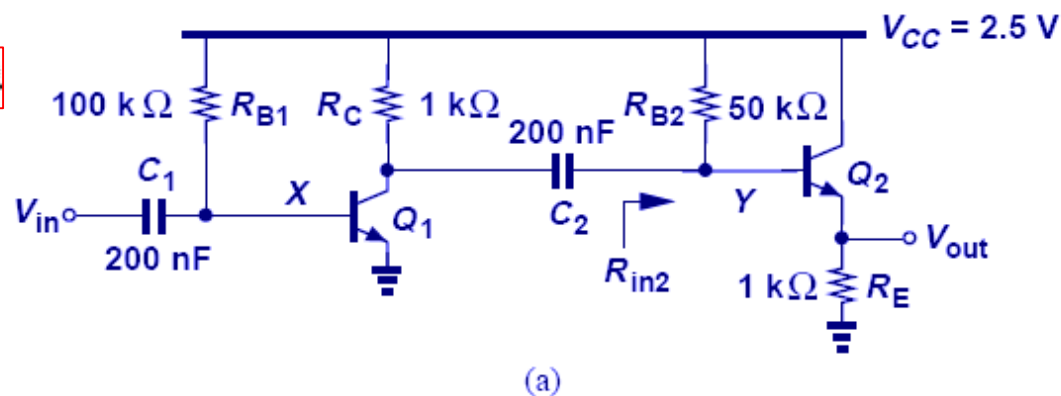 V_CC = 2.5 V
100 kΩ R_B1 R_C 1 kΩ R_B2 50 kΩ
200 nF
C_1 X Q_1 C_2 Y Q_2
V_in V_out
200 nF R_in2 1 kΩ R_E
(a)